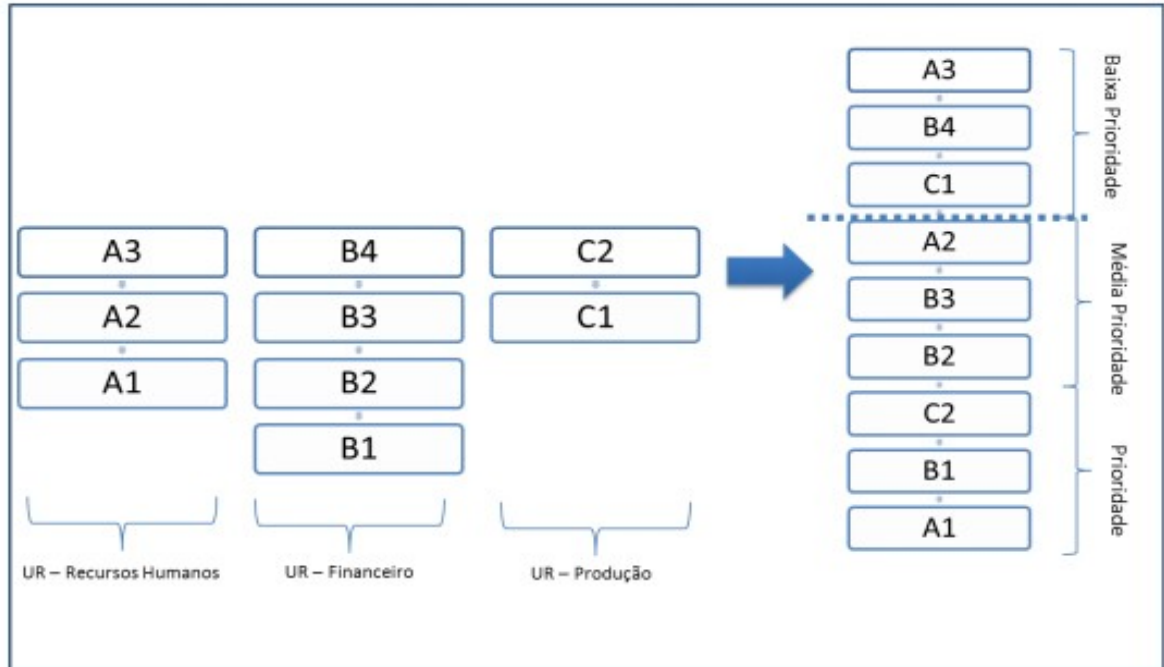 A3
A2
A1
UR – Recursos Humanos
B4
B3
B2
B1
UR – Financeiro
C2
C1
UR – Produção
A3
B4
C1
A2
B3
B2
C2
B1
A1
Baixa Prioridade
Média Prioridade
Prioridade